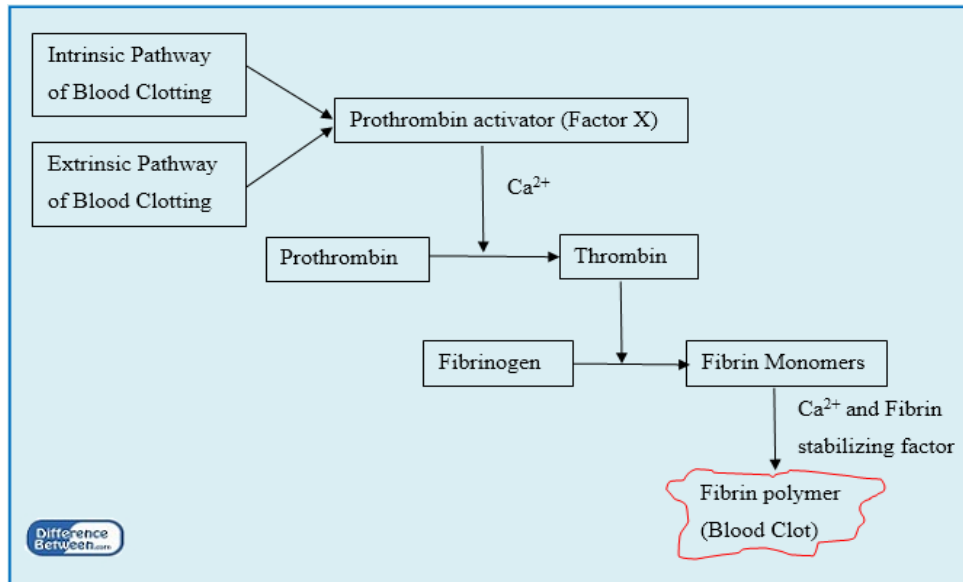 Intrinsic Pathway
of Blood Clotting
Prothrombin activator (Factor X)
Extrinsic Pathway
of Blood Clotting
Ca²⁺
Prothrombin
Thrombin
Fibrinogen
Fibrin Monomers
Ca²⁺ and Fibrin
stabilizing factor
Fibrin polymer
(Blood Clot)
Difference
Between.com